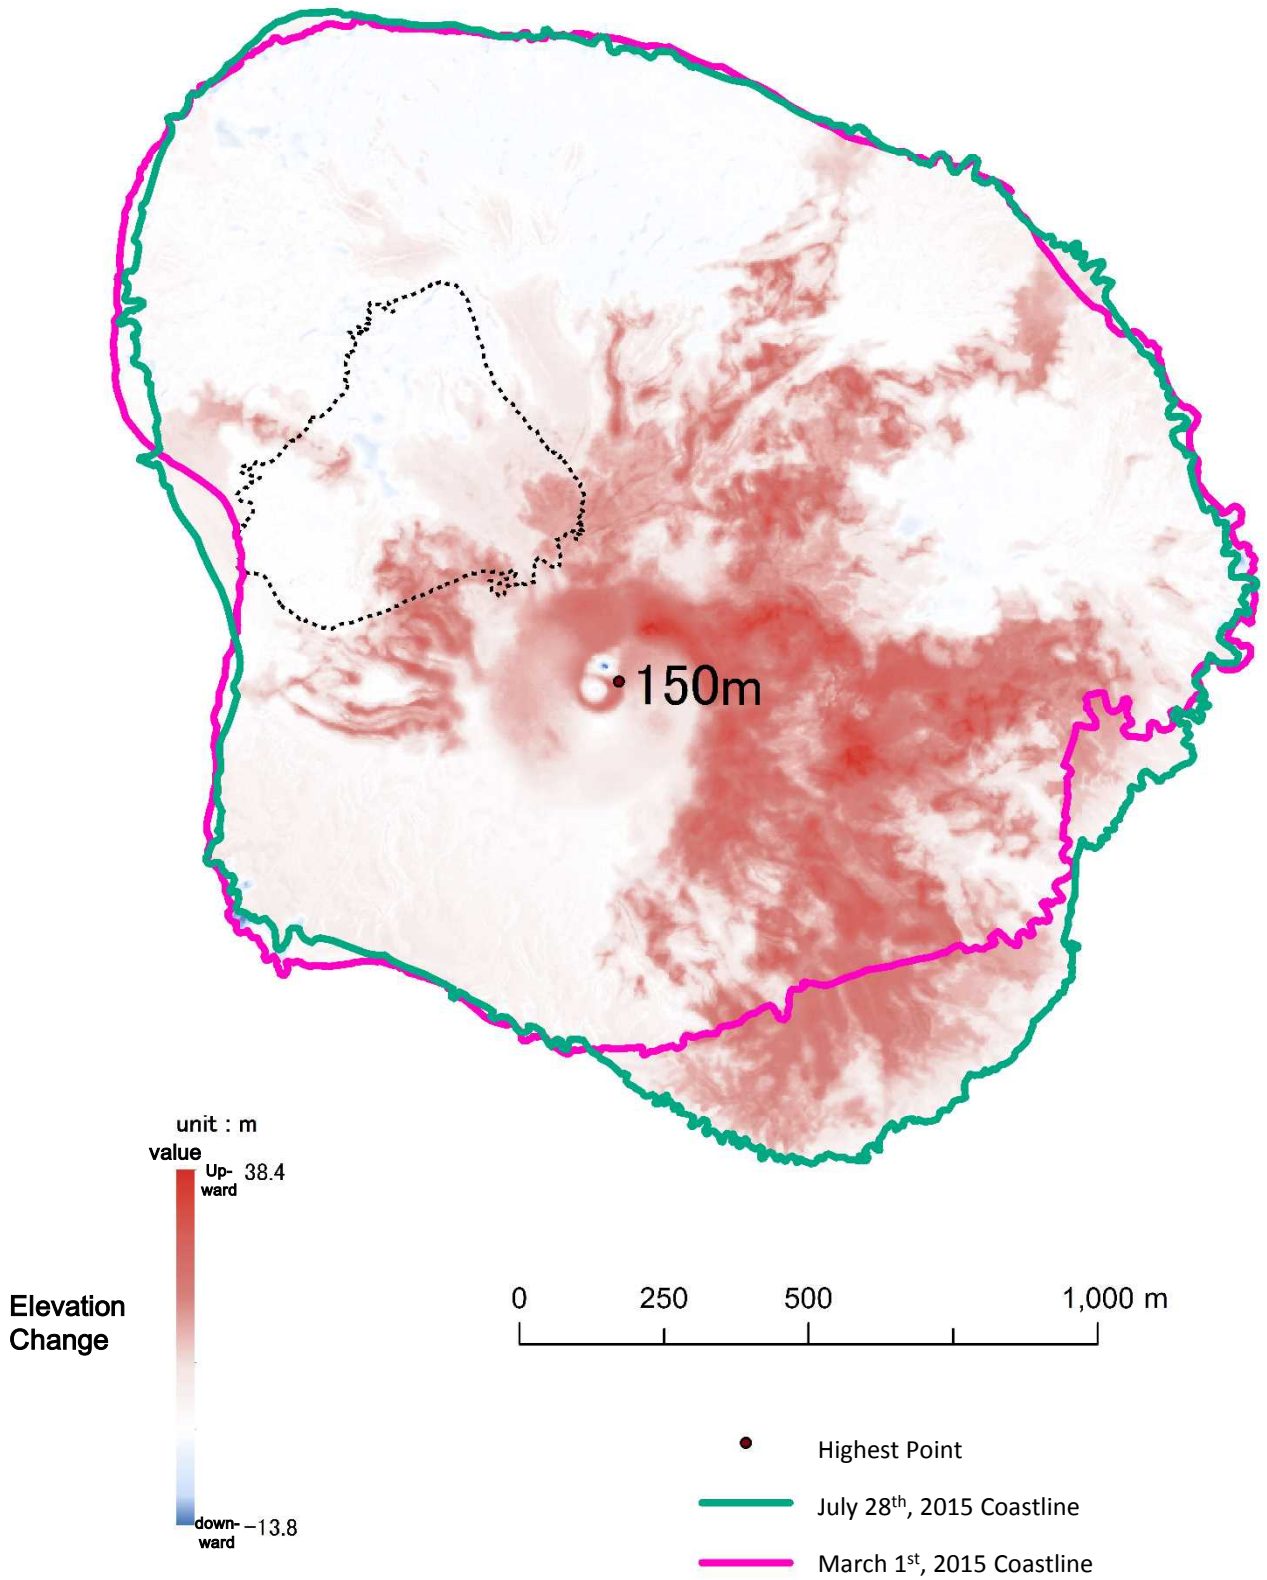 150m
unit : m
value
Up-
ward
38.4
Elevation
Change
down-
ward
−13.8
0 250 500 1,000 m
Highest Point
July 28th, 2015 Coastline
March 1st, 2015 Coastline